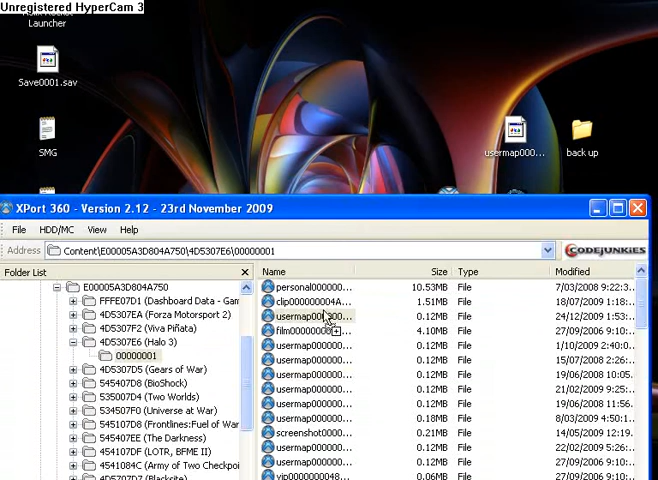 Unregistered HyperCam 3
Launcher
Save0001.sav
SMG
usermap000...
back up
XPort 360 - Version 2.12 - 23rd November 2009
File HDD/MC View Help
Address Content\E00005A3D804A750\4D5307E6\00000001 CODEJUNKIES
Folder List Name Size Type Modified
E00005A3D804A750 personal000000... 10.53MB File 7/03/2008 9:22:3...
FFFE07D1 (Dashboard Data - Gam clip000000004A... 1.51MB File 18/07/2009 1:18:...
4D5307EA (Forza Motorsport 2) usermap000000... 0.12MB File 24/12/2009 1:53:...
4D5307F2 (Viva Piñata) film00000000... 4.10MB File 27/09/2006 9:10:...
4D5307E6 (Halo 3) usermap000000... 0.12MB File 1/10/2009 2:40:0...
00000001 usermap000000... 0.12MB File 15/07/2008 2:26:...
4D5307D5 (Gears of War) usermap000000... 0.12MB File 19/06/2008 10:5...
545407D8 (BioShock) usermap000000... 0.12MB File 21/02/2009 9:25:...
535007D4 (Two Worlds) usermap000000... 0.12MB File 19/06/2008 11:56...
534507F0 (Universe at War) usermap000000... 0.18MB File 8/03/2009 4:50:1...
545107D8 (Frontlines:Fuel of War) screenshot0000... 0.21MB File 14/05/2009 12:19...
545407EE (The Darkness) usermap000000... 0.12MB File 22/02/2009 5:26:...
454107DF (LOTR, BFME II) usermap000000... 0.12MB File 27/09/2006 9:10:...
4541084C (Army of Two Checkpoi vip0000000048... 0.06MB File 27/09/2006 9:10:...
4D5707D7 (Blacksite)